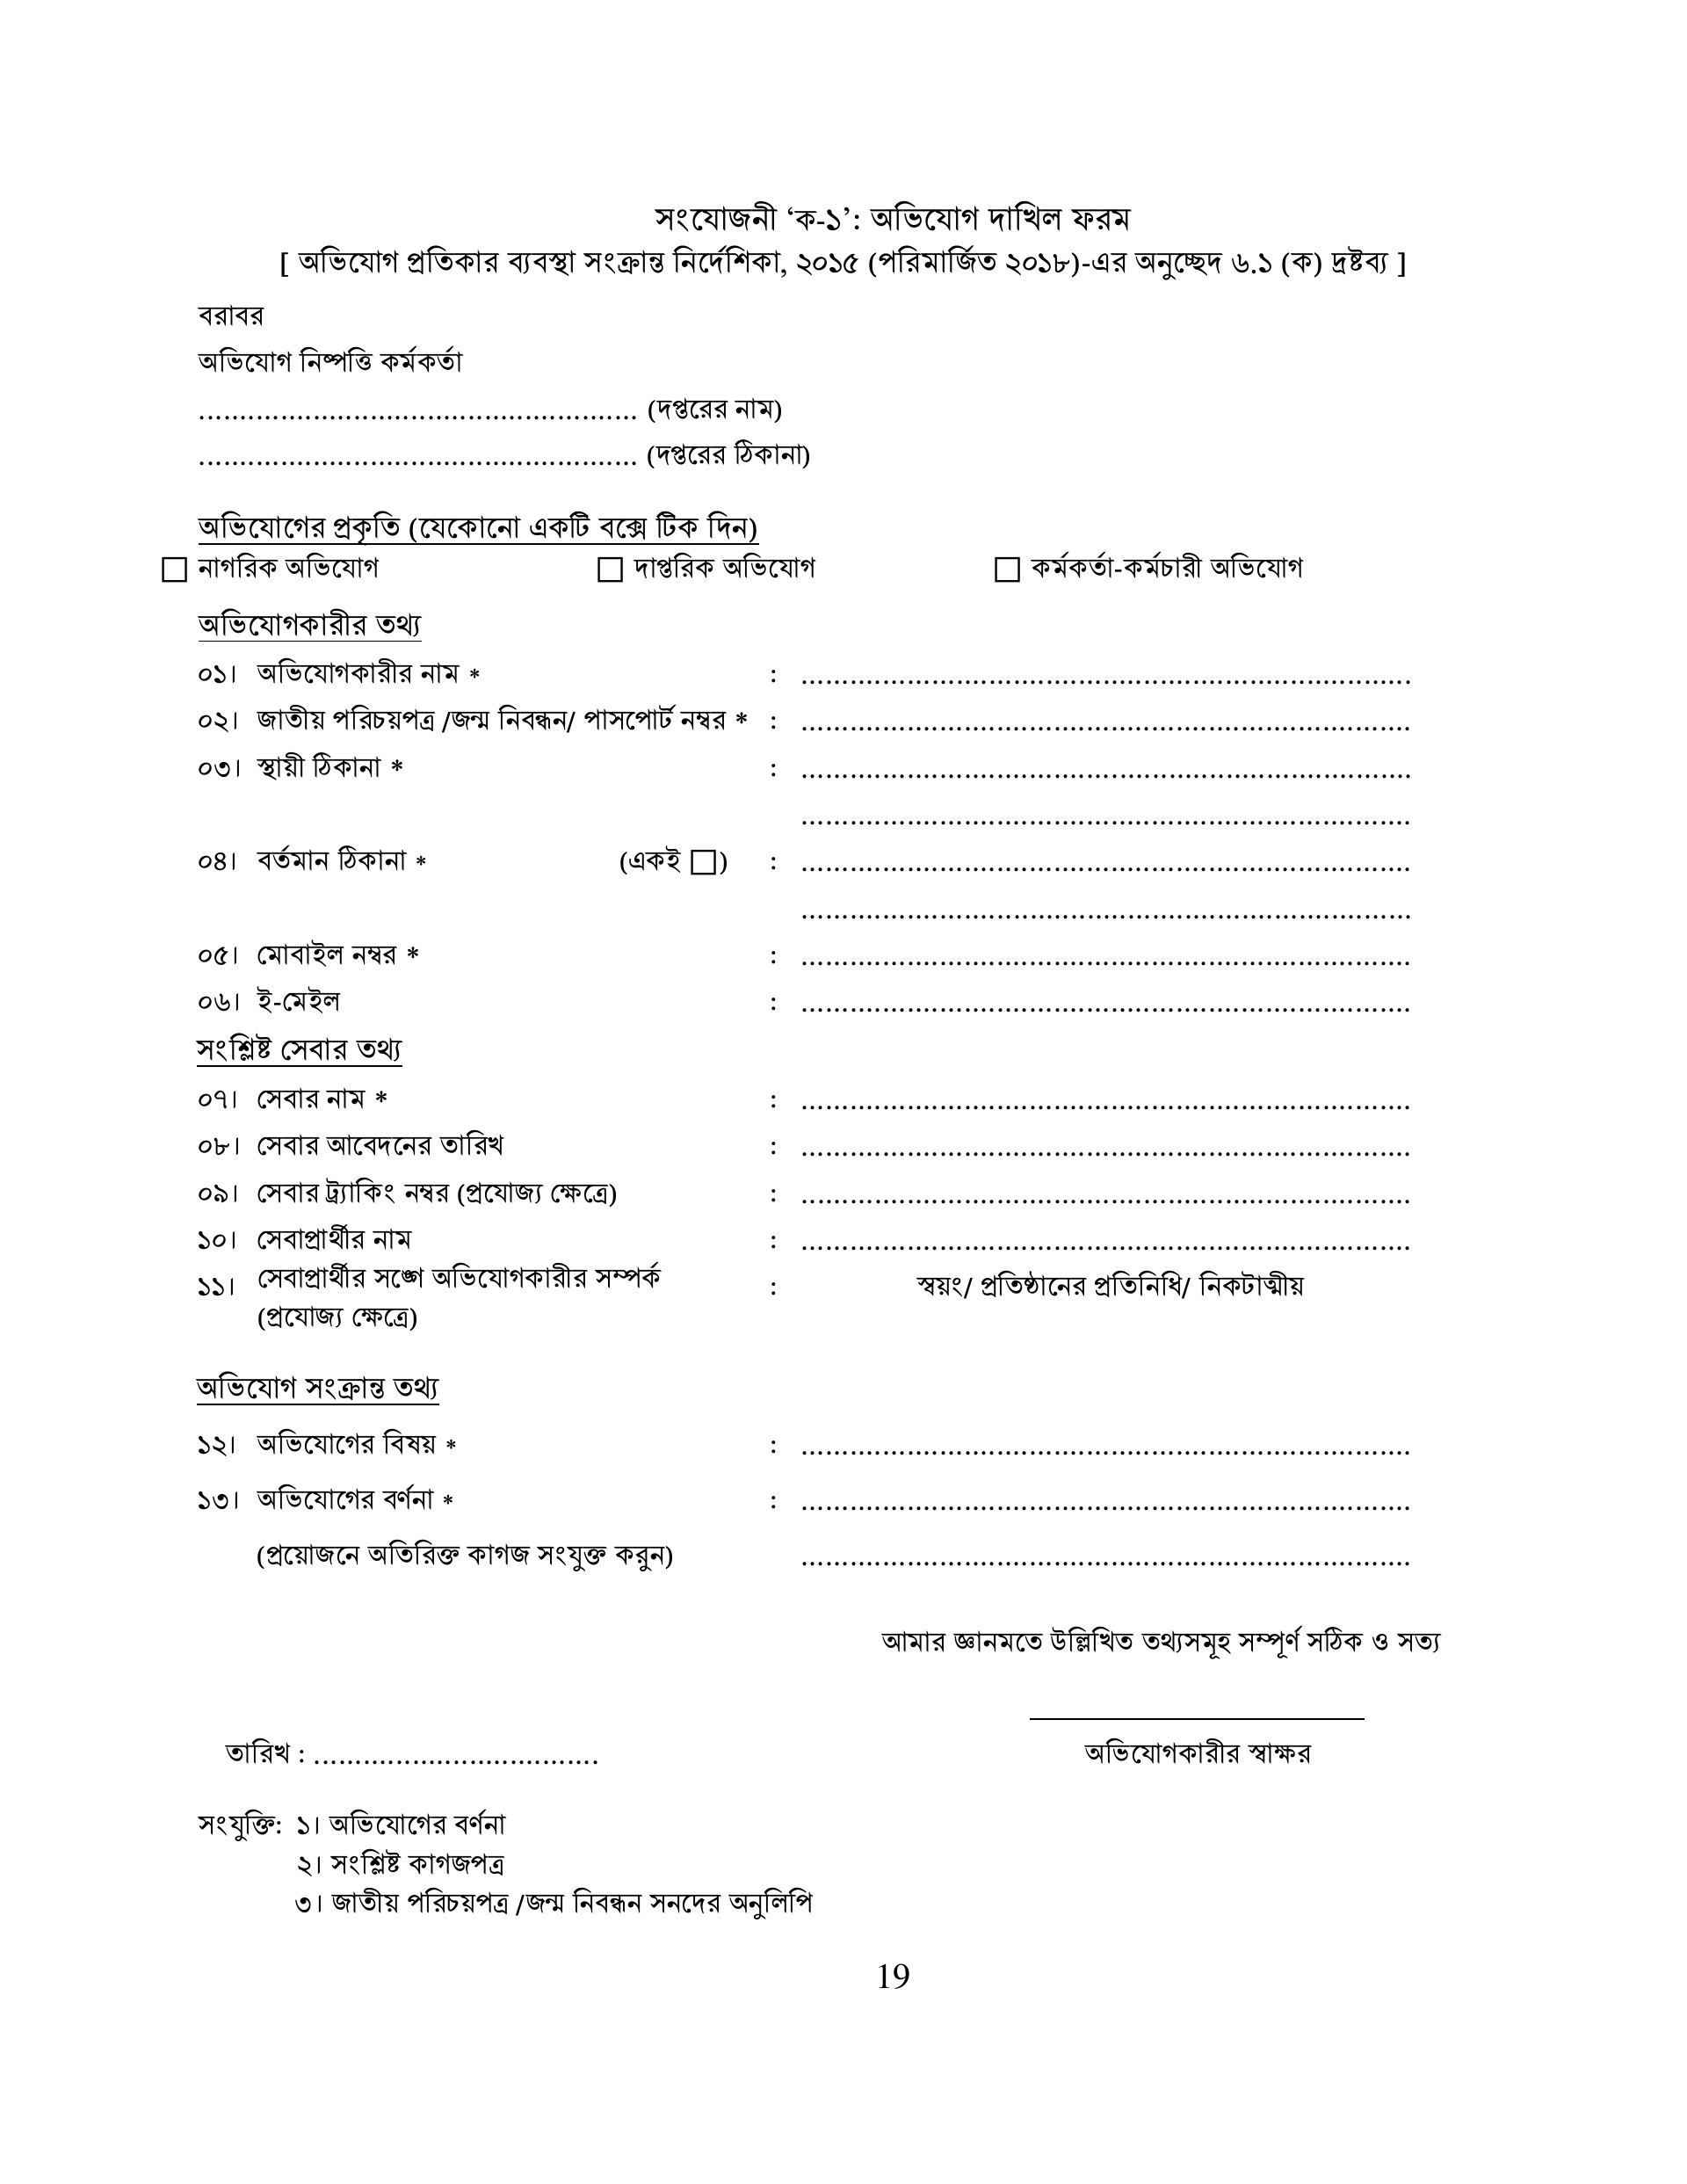 সংযোজনী ‘ক-১’: অভিযোগ দাখিল ফরম
[ অভিযোগ প্রতিকার ব্যবস্থা সংক্রান্ত নির্দেশিকা, ২০১৫ (পরিমার্জিত ২০১৮)-এর অনুচ্ছেদ ৬.১ (ক) দ্রষ্টব্য ]
বরাবর
অভিযোগ নিষ্পত্তি কর্মকর্তা
...................................................... (দপ্তরের নাম)
...................................................... (দপ্তরের ঠিকানা)
অভিযোগের প্রকৃতি (যেকোনো একটি বক্সে টিক দিন)
☐ নাগরিক অভিযোগ ☐ দাপ্তরিক অভিযোগ ☐ কর্মকর্তা-কর্মচারী অভিযোগ
অভিযোগকারীর তথ্য
০১। অভিযোগকারীর নাম * : ...........................................................................
০২। জাতীয় পরিচয়পত্র /জন্ম নিবন্ধন/ পাসপোর্ট নম্বর * : ...........................................................................
০৩। স্থায়ী ঠিকানা * : ...........................................................................
...........................................................................
০৪। বর্তমান ঠিকানা * (একই ☐) : ...........................................................................
...........................................................................
০৫। মোবাইল নম্বর * : ...........................................................................
০৬। ই-মেইল : ...........................................................................
সংশ্লিষ্ট সেবার তথ্য
০৭। সেবার নাম * : ...........................................................................
০৮। সেবার আবেদনের তারিখ : ...........................................................................
০৯। সেবার ট্র্যাকিং নম্বর (প্রযোজ্য ক্ষেত্রে) : ...........................................................................
১০। সেবাপ্রার্থীর নাম : ...........................................................................
১১। সেবাপ্রার্থীর সঙ্গে অভিযোগকারীর সম্পর্ক : স্বয়ং/ প্রতিষ্ঠানের প্রতিনিধি/ নিকটাত্মীয়
(প্রযোজ্য ক্ষেত্রে)
অভিযোগ সংক্রান্ত তথ্য
১২। অভিযোগের বিষয় * : ...........................................................................
১৩। অভিযোগের বর্ণনা * : ...........................................................................
(প্রয়োজনে অতিরিক্ত কাগজ সংযুক্ত করুন) ...........................................................................
আমার জ্ঞানমতে উল্লিখিত তথ্যসমূহ সম্পূর্ণ সঠিক ও সত্য
তারিখ : ................................... অভিযোগকারীর স্বাক্ষর
সংযুক্তি: ১। অভিযোগের বর্ণনা
২। সংশ্লিষ্ট কাগজপত্র
৩। জাতীয় পরিচয়পত্র /জন্ম নিবন্ধন সনদের অনুলিপি
19